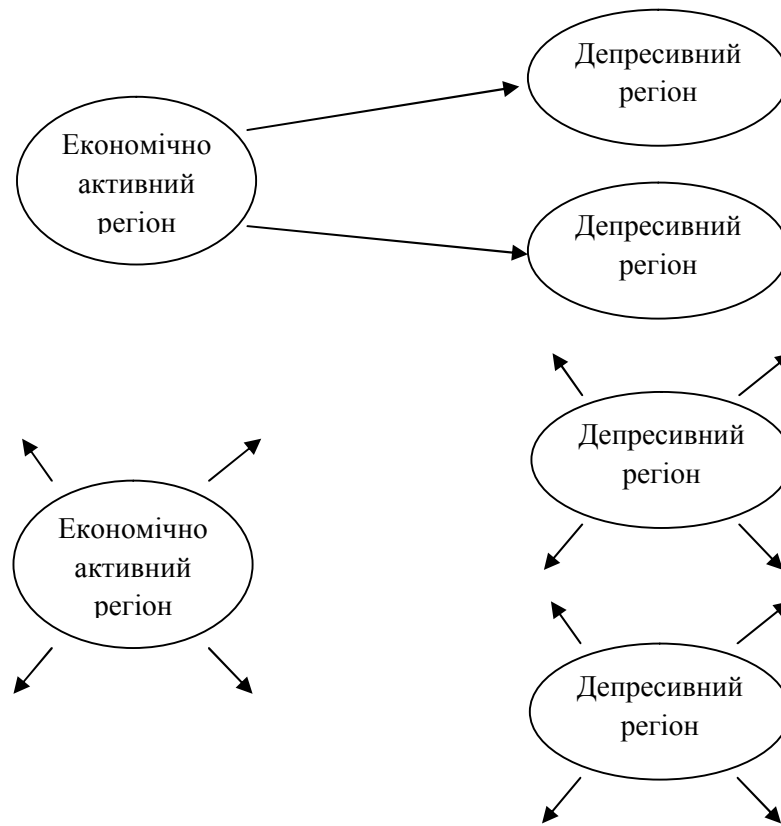 Депресивний
регіон
Економічно
активний
регіон
Депресивний
регіон
Депресивний
регіон
Економічно
активний
регіон
Депресивний
регіон